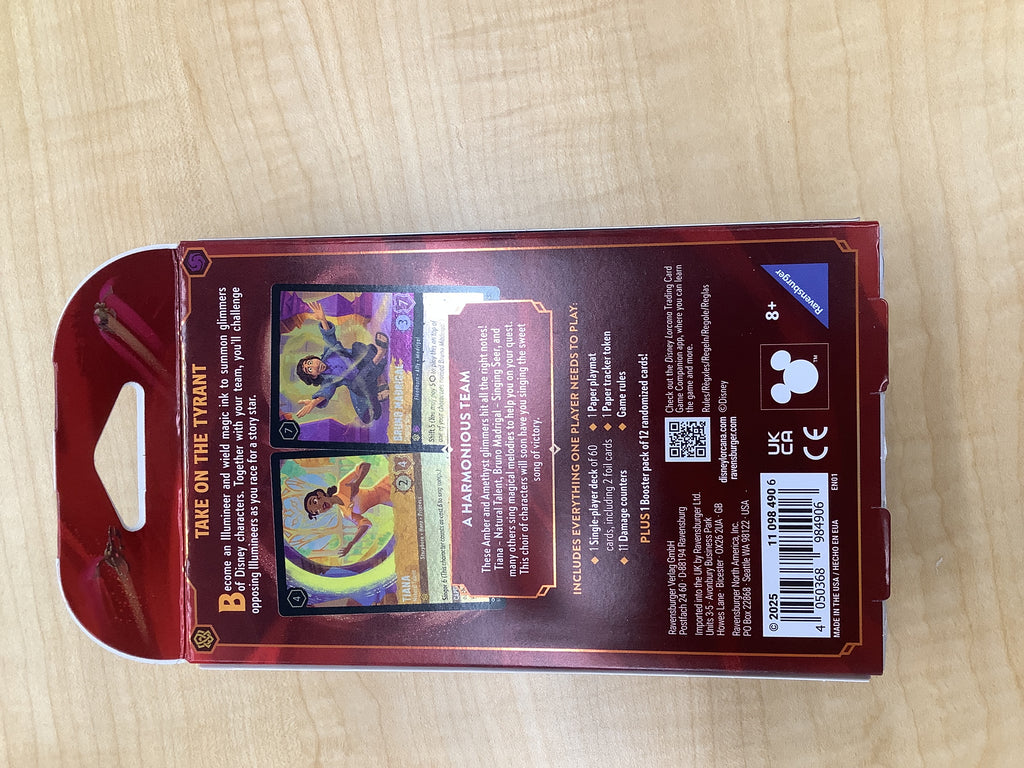 TAKE ON THE TYRANT
Become an Illumineer and wield magic ink to summon glimmers
of Disney characters. Together with your team, you'll challenge
opposing Illumineers as you race for a story star.
4
TIANA
2 4
7
BRUNO MADRIGAL
3 7
A HARMONIOUS TEAM
These Amber and Amethyst glimmers hit all the right notes!
Tiana - Natural Talent, Bruno Madrigal - Singing Seer, and
many others sing magical melodies to help you on your quest.
This choir of characters will soon have you singing the sweet
song of victory.
INCLUDES EVERYTHING ONE PLAYER NEEDS TO PLAY:
1 Single-player deck of 60
cards, including 2 foil cards
11 Damage counters
1 Paper playmat
1 Paper tracker token
Game rules
PLUS 1 Booster pack of 12 randomized cards!
Ravensburger Verlag GmbH
Postfach 24 60 · D-88194 Ravensburg
Imported into the UK by Ravensburger Ltd.
Units 3-5 · Avonbury Business Park
Howes Lane · Bicester · OX26 2UA · GB
Ravensburger North America, Inc.
PO Box 22868 · Seattle WA 98122 · USA
Check out the Disney Lorcana Trading Card
Game Companion app, where you can learn
the game and more.
Rules/Règles/Regeln/Regole/Reglas
disneylorcana.com ©Disney
ravensburger.com
© 2025
11 098 490 6
4 050368 984906
MADE IN THE USA / HECHO EN EUA
EN01
UK
CA
CE
TM
8+
Ravensburger